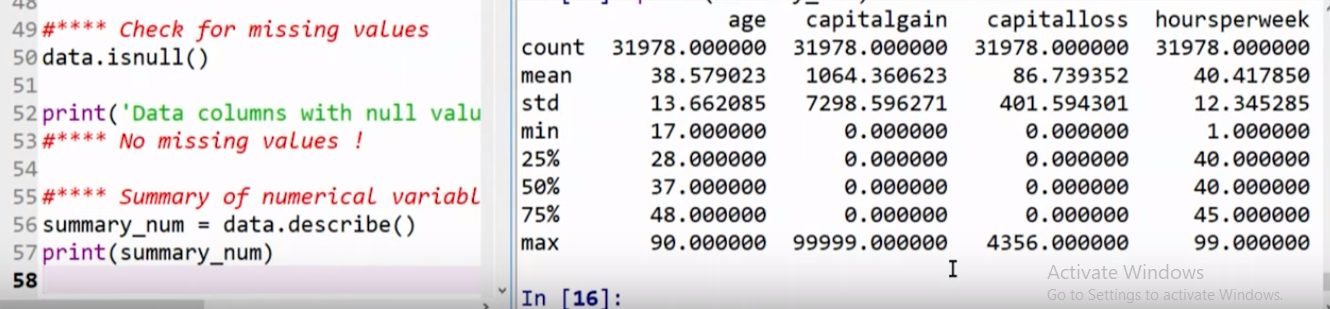 48
49 #**** Check for missing values
50 data.isnull()
51
52 print('Data columns with null valu
53 #**** No missing values !
54
55 #**** Summary of numerical variabl
56 summary_num = data.describe()
57 print(summary_num)
58
age capitalgain capitalloss hoursperweek
count 31978.000000 31978.000000 31978.000000 31978.000000
mean 38.579023 1064.360623 86.739352 40.417850
std 13.662085 7298.596271 401.594301 12.345285
min 17.000000 0.000000 0.000000 1.000000
25% 28.000000 0.000000 0.000000 40.000000
50% 37.000000 0.000000 0.000000 40.000000
75% 48.000000 0.000000 0.000000 45.000000
max 90.000000 99999.000000 4356.000000 99.000000
In [16]:
Activate Windows
Go to Settings to activate Windows.